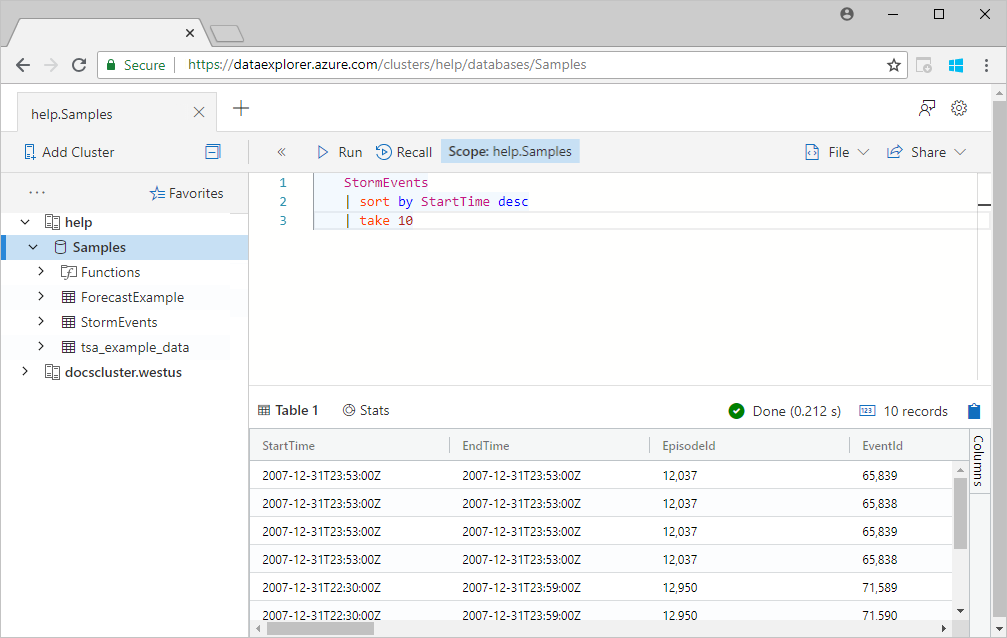 Secure https://dataexplorer.azure.com/clusters/help/databases/Samples
help.Samples
Add Cluster
Run Recall Scope: help.Samples File Share
Favorites
help
Samples
Functions
ForecastExample
StormEvents
tsa_example_data
docscluster.westus
1 StormEvents
2 | sort by StartTime desc
3 | take 10
Table 1 Stats Done (0.212 s) 123 10 records
StartTime EndTime EpisodeId EventId
Columns
2007-12-31T23:53:00Z 2007-12-31T23:53:00Z 12,037 65,839
2007-12-31T23:53:00Z 2007-12-31T23:53:00Z 12,037 65,838
2007-12-31T23:53:00Z 2007-12-31T23:53:00Z 12,037 65,839
2007-12-31T23:53:00Z 2007-12-31T23:53:00Z 12,037 65,838
2007-12-31T22:30:00Z 2007-12-31T23:59:00Z 12,950 71,589
2007-12-31T22:30:00Z 2007-12-31T23:59:00Z 12,950 71,590